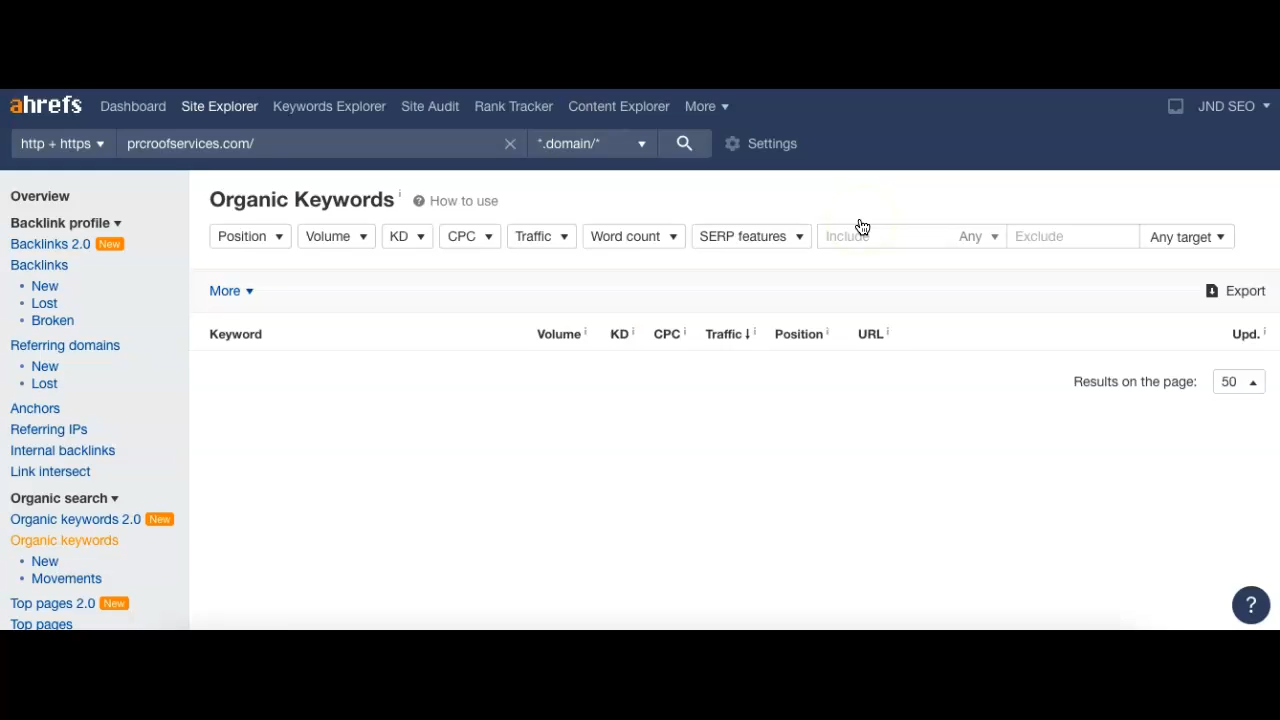 ahrefs Dashboard Site Explorer Keywords Explorer Site Audit Rank Tracker Content Explorer More JND SEO
http + https prcroofservices.com/ *.domain/* Settings
Overview
Backlink profile
Backlinks 2.0 New
Backlinks
• New
• Lost
• Broken
Referring domains
• New
• Lost
Anchors
Referring IPs
Internal backlinks
Link intersect
Organic search
Organic keywords 2.0 New
Organic keywords
• New
• Movements
Top pages 2.0 New
Top pages
Organic Keywords i ? How to use
Position Volume KD CPC Traffic Word count SERP features Include Any Exclude Any target
More Export
Keyword Volume i KD i CPC i Traffic↓ i Position i URL i Upd. i
Results on the page: 50
?